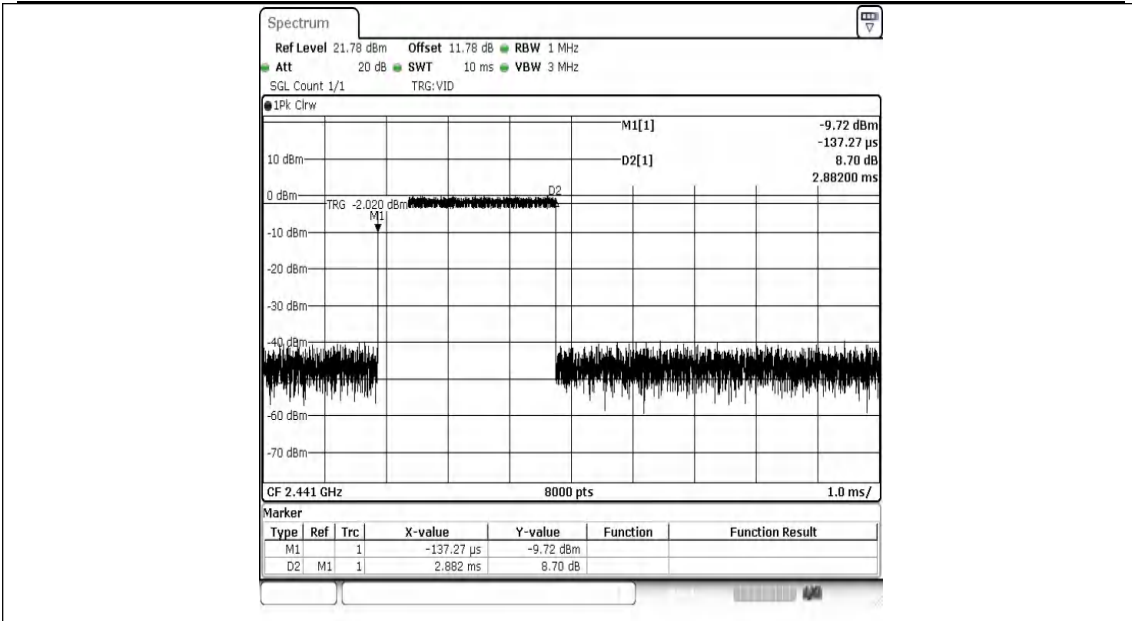 Spectrum
Ref Level 21.78 dBm Offset 11.78 dB RBW 1 MHz
Att 20 dB SWT 10 ms VBW 3 MHz
SGL Count 1/1 TRG:VID
1Pk Clrw
M1[1] -9.72 dBm
-137.27 µs
10 dBm D2[1] 8.70 dB
2.88200 ms
0 dBm D2
TRG -2.020 dBm
M1
-10 dBm
-20 dBm
-30 dBm
-40 dBm
-60 dBm
-70 dBm
CF 2.441 GHz 8000 pts 1.0 ms/
Marker
Type Ref Trc X-value Y-value Function Function Result
M1 1 -137.27 µs -9.72 dBm
D2 M1 1 2.882 ms 8.70 dB